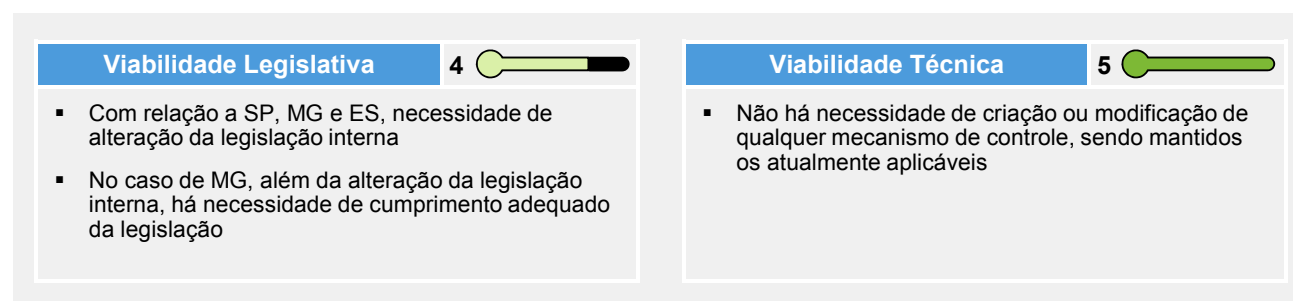 Viabilidade Legislativa 4
▪ Com relação a SP, MG e ES, necessidade de
alteração da legislação interna
▪ No caso de MG, além da alteração da legislação
interna, há necessidade de cumprimento adequado
da legislação
Viabilidade Técnica 5
▪ Não há necessidade de criação ou modificação de
qualquer mecanismo de controle, sendo mantidos
os atualmente aplicáveis